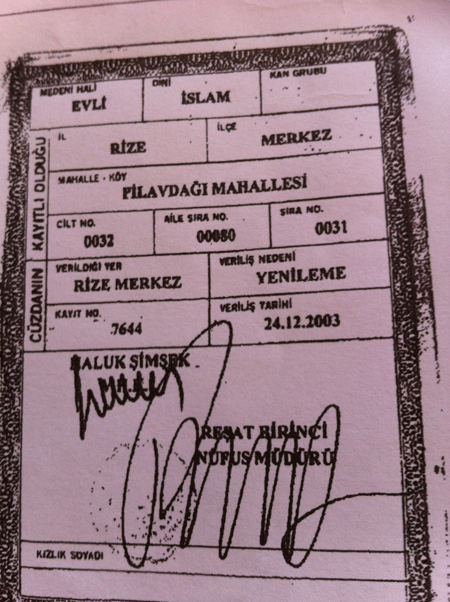 MEDENİ HALİ DİNİ KAN GRUBU
EVLİ İSLAM
İL İLÇE
RİZE MERKEZ
MAHALLE - KÖY
PİLAVDAĞI MAHALLESİ
CİLT NO. AİLE SIRA NO. SIRA NO.
0032 00080 0031
VERİLDİĞİ YER VERİLİŞ NEDENİ
RİZE MERKEZ YENİLEME
KAYIT NO. VERİLİŞ TARİHİ
7644 24.12.2003
CÜZDANIN KAYITLI OLDUĞU
HALUK ŞİMŞEK
REŞAT BİRİNCİ
NÜFUS MÜDÜRÜ
KIZLIK SOYADI